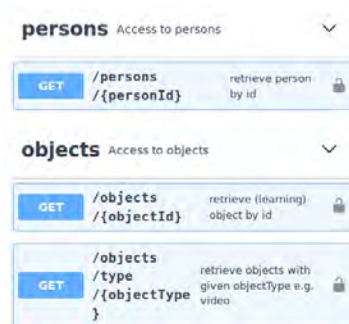 persons Access to persons
GET /persons retrieve person
/{personId} by id
objects Access to objects
GET /objects retrieve (learning)
/{objectId} object by id
/objects
/type retrieve objects with
GET /{objectType given objectType e.g.
} video